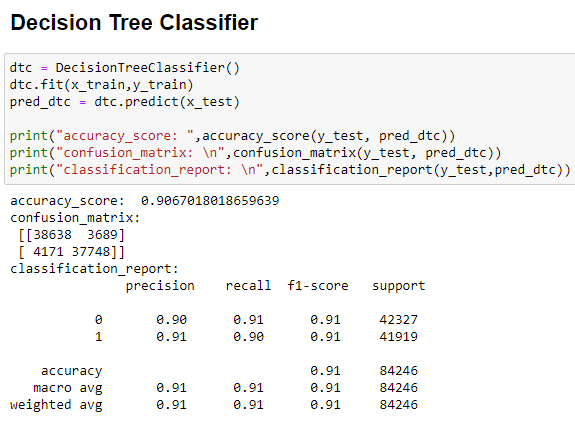 Decision Tree Classifier
dtc = DecisionTreeClassifier()
dtc.fit(x_train,y_train)
pred_dtc = dtc.predict(x_test)
print("accuracy_score: ",accuracy_score(y_test, pred_dtc))
print("confusion_matrix: \n",confusion_matrix(y_test, pred_dtc))
print("classification_report: \n",classification_report(y_test,pred_dtc))
accuracy_score:  0.9067018018659639
confusion_matrix:
 [[38638  3689]
 [ 4171 37748]]
classification_report:
               precision    recall  f1-score   support
           0       0.90      0.91      0.91     42327
           1       0.91      0.90      0.91     41919
    accuracy                           0.91     84246
   macro avg       0.91      0.91      0.91     84246
weighted avg       0.91      0.91      0.91     84246